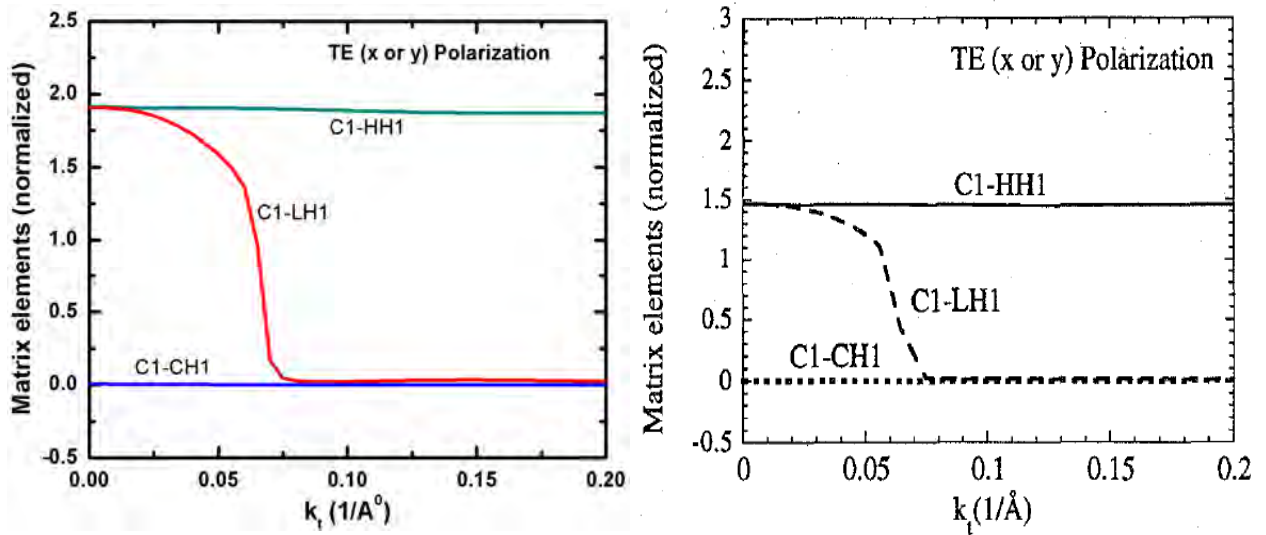 2.5
2.0
1.5
1.0
0.5
0.0
-0.5
Matrix elements (normalized)
TE (x or y) Polarization
C1-HH1
C1-LH1
C1-CH1
0.00
0.05
0.10
0.15
0.20
k_t (1/A^0)
3
2.5
2
1.5
1
0.5
0
-0.5
Matrix elements (normalized)
TE (x or y) Polarization
C1-HH1
C1-LH1
C1-CH1
0
0.05
0.1
0.15
0.2
k_t(1/Å)